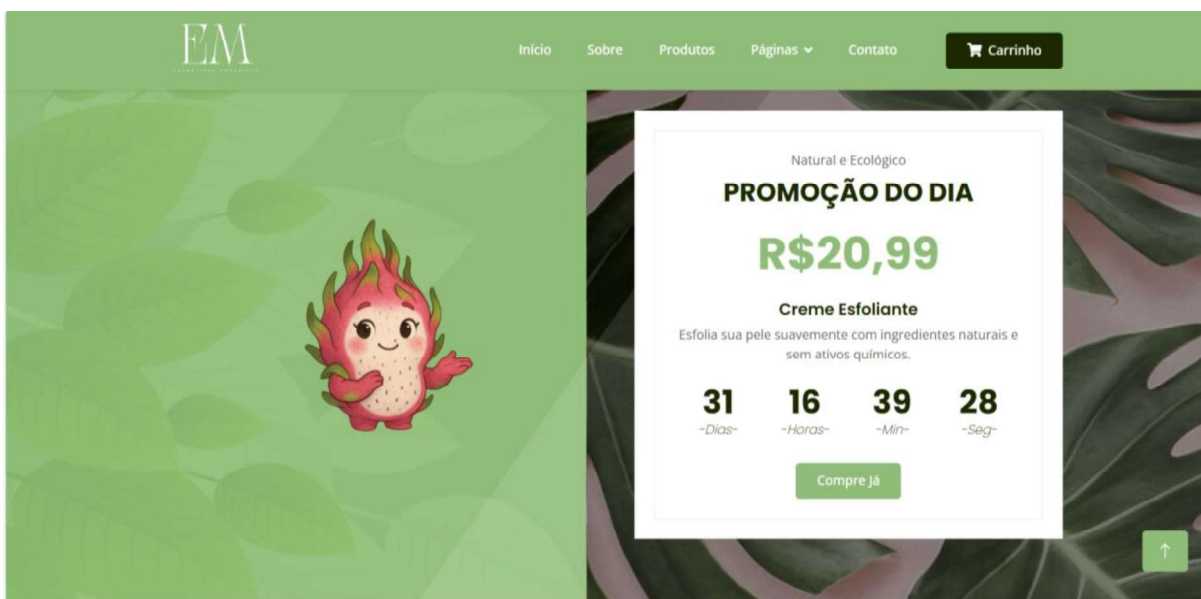 EM
Início
Sobre
Produtos
Páginas
Contato
Carrinho
Natural e Ecológico
PROMOÇÃO DO DIA
R$20,99
Creme Esfoliante
Esfolia sua pele suavemente com ingredientes naturais e
sem ativos químicos.
31 16 39 28
-Dias- -Horas- -Min- -Seg-
Compre Já